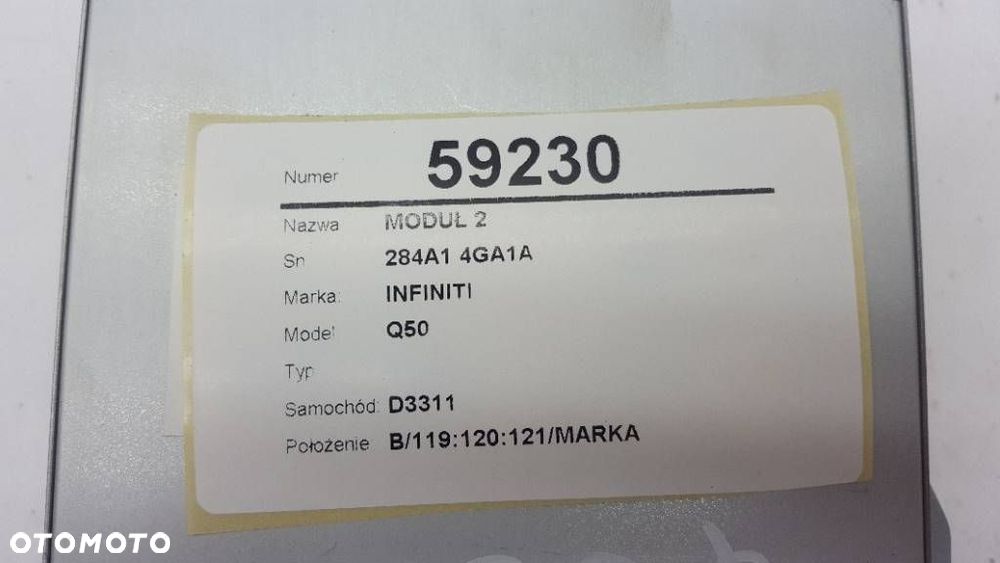 Numer 59230
Nazwa MODUŁ 2
Sn 284A1 4GA1A
Marka: INFINITI
Model Q50
Typ
Samochód: D3311
Położenie B/119:120:121/MARKA
OTOMOTO